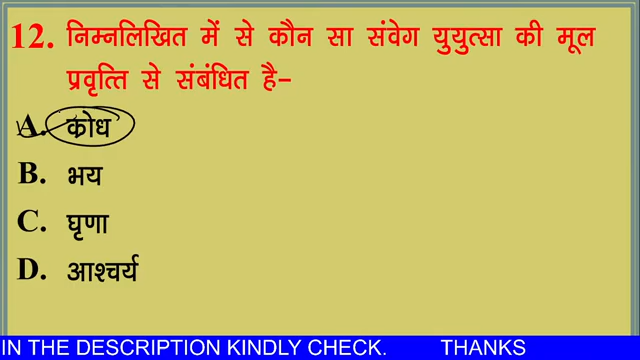 12. निम्नलिखित में से कौन सा संवेग युयुत्सा की मूल
प्रवृत्ति से संबंधित है-
A. क्रोध
B. भय
C. घृणा
D. आश्चर्य
IN THE DESCRIPTION KINDLY CHECK. THANKS